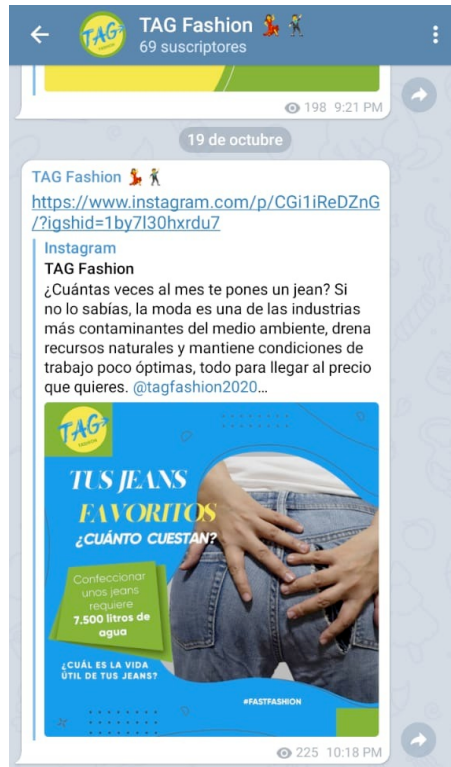 TAG Fashion 💃 🕺
69 suscriptores
198 9:21 PM
19 de octubre
TAG Fashion 💃 🕺
https://www.instagram.com/p/CGi1iReDZnG
/?igshid=1by7l30hxrdu7
Instagram
TAG Fashion
¿Cuántas veces al mes te pones un jean? Si
no lo sabías, la moda es una de las industrias
más contaminantes del medio ambiente, drena
recursos naturales y mantiene condiciones de
trabajo poco óptimas, todo para llegar al precio
que quieres. @tagfashion2020...
TAG
FASHION
TUS JEANS
FAVORITOS
¿CUÁNTO CUESTAN?
Confeccionar
unos jeans
requiere
7.500 litros de
agua
¿CUÁL ES LA VIDA
ÚTIL DE TUS JEANS?
#FASTFASHION
225 10:18 PM